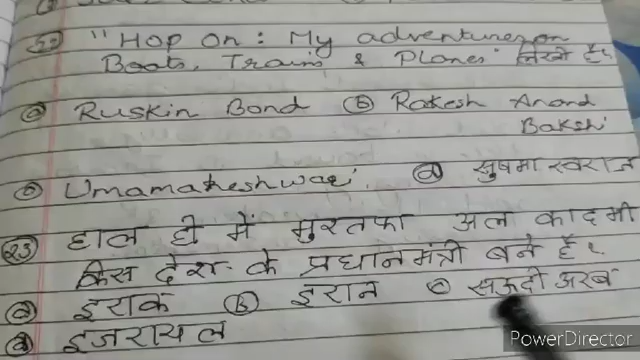 22) "Hop On: My adventures on
Boats, Trains & Planes" लिखी है?
a) Ruskin Bond b) Rakesh Anand
Bakshi
c) Umamaheshwari d) सुषमा स्वराज
23) हाल ही में मुस्तफा अल कादमी
किस देश के प्रधानमंत्री बने हैं?
a) इराक b) ईरान c) सऊदी अरब
d) इजरायल
PowerDirector